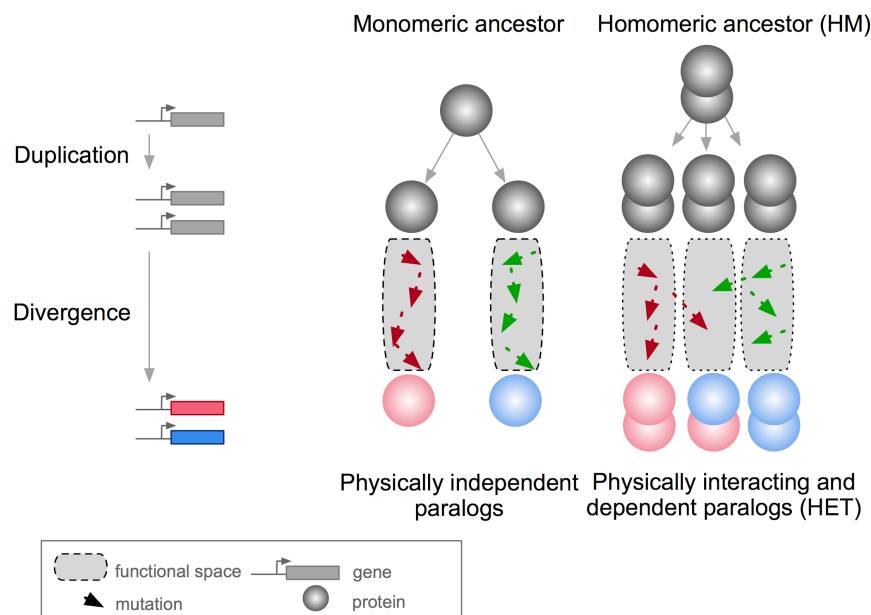 Monomeric ancestor
Homomeric ancestor (HM)
Duplication
Divergence
Physically independent
paralogs
Physically interacting and
dependent paralogs (HET)
functional space
gene
mutation
protein